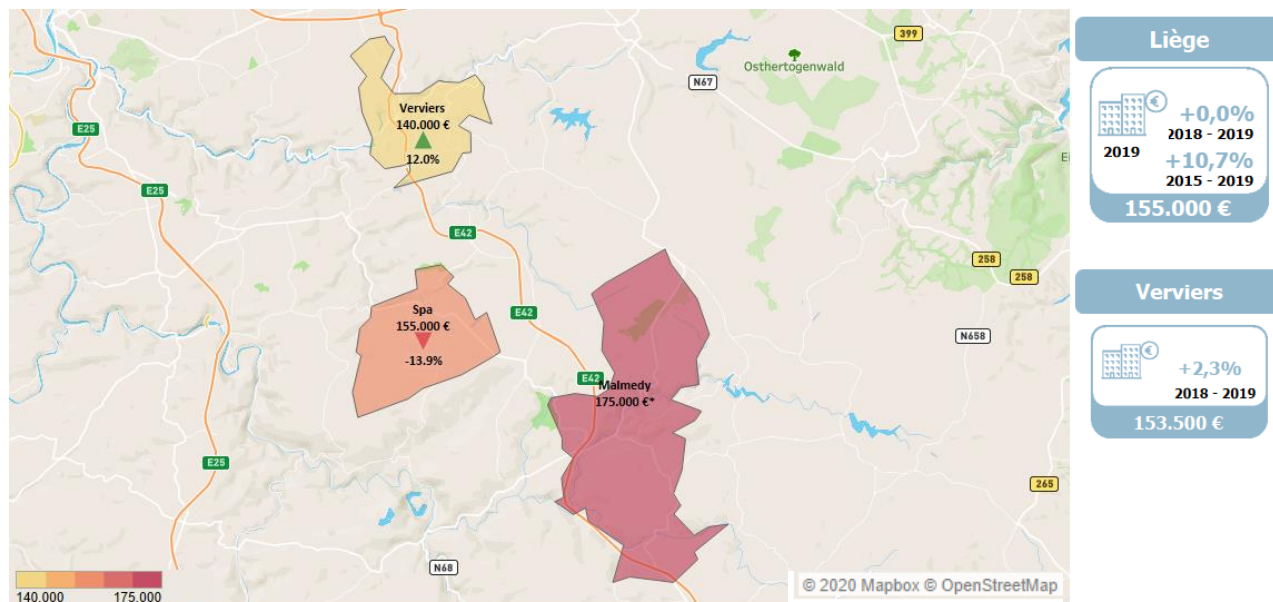 399
Osthertogenwald
N67
Verviers
140.000 €
12.0%
E25
E25
E42
258
258
Spa
155.000 €
-13.9%
E42
N658
E42
Malmedy
175.000 €*
E25
265
N68
140.000
175.000
© 2020 Mapbox © OpenStreetMap
Liège
+0,0%
2018 - 2019
2019
+10,7%
2015 - 2019
155.000 €
Verviers
+2,3%
2018 - 2019
153.500 €